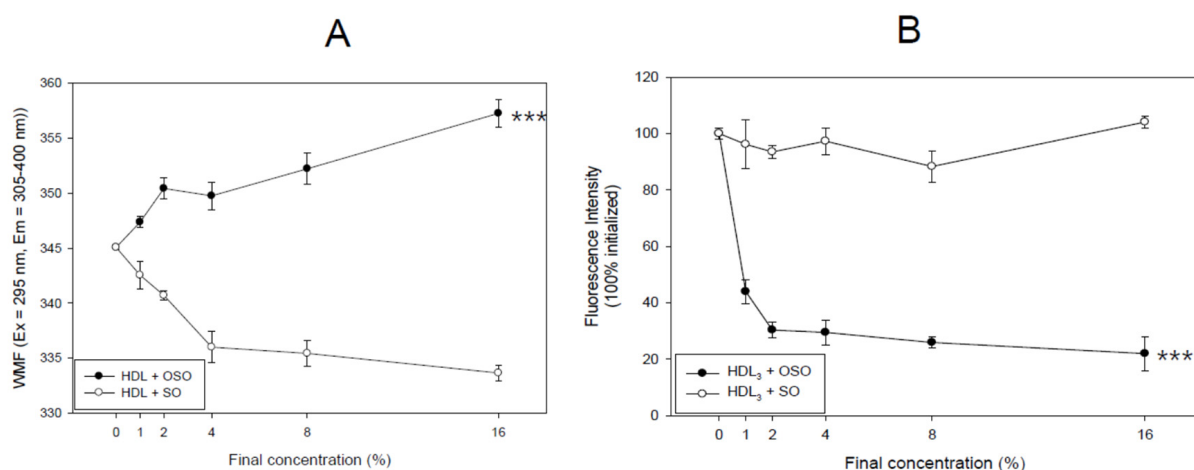 A
360
355
350
345
340
334
330
WMF (Ex = 295 nm, Em = 305-400 nm))
***
HDL + OSO
HDL + SO
0 1 2 4 8 16
Final concentration (%)
B
120
100
80
60
40
20
0
Fluorescence Intensity
(100% initialized)
***
HDL₃ + OSO
HDL₃ + SO
0 1 2 4 8 16
Final concentration (%)